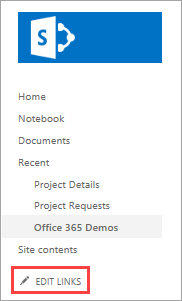 S
Home
Notebook
Documents
Recent
Project Details
Project Requests
Office 365 Demos
Site contents
EDIT LINKS